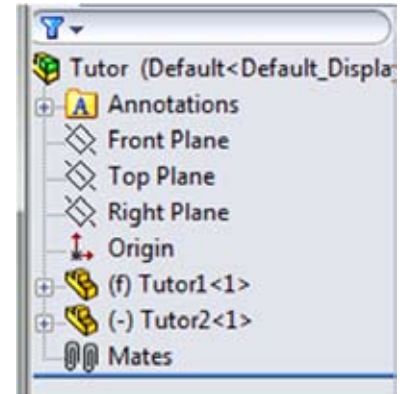 Tutor (Default<Default_Displa
A Annotations
Front Plane
Top Plane
Right Plane
Origin
(f) Tutor1<1>
(-) Tutor2<1>
Mates